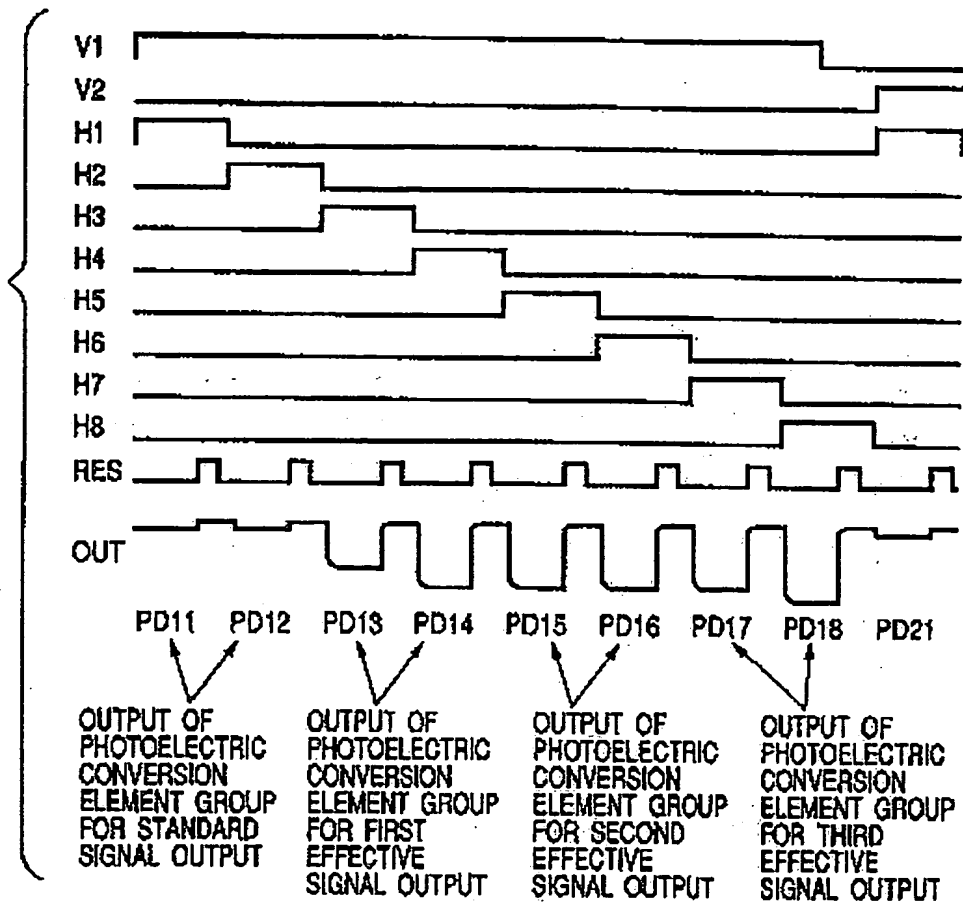 V1
V2
H1
H2
H3
H4
H5
H6
H7
H8
RES
OUT
PD11 PD12 PD13 PD14 PD15 PD16 PD17 PD18 PD21
OUTPUT OF
PHOTOELECTRIC
CONVERSION
ELEMENT GROUP
FOR STANDARD
SIGNAL OUTPUT
OUTPUT OF
PHOTOELECTRIC
CONVERSION
ELEMENT GROUP
FOR FIRST
EFFECTIVE
SIGNAL OUTPUT
OUTPUT OF
PHOTOELECTRIC
CONVERSION
ELEMENT GROUP
FOR SECOND
EFFECTIVE
SIGNAL OUTPUT
OUTPUT OF
PHOTOELECTRIC
CONVERSION
ELEMENT GROUP
FOR THIRD
EFFECTIVE
SIGNAL OUTPUT